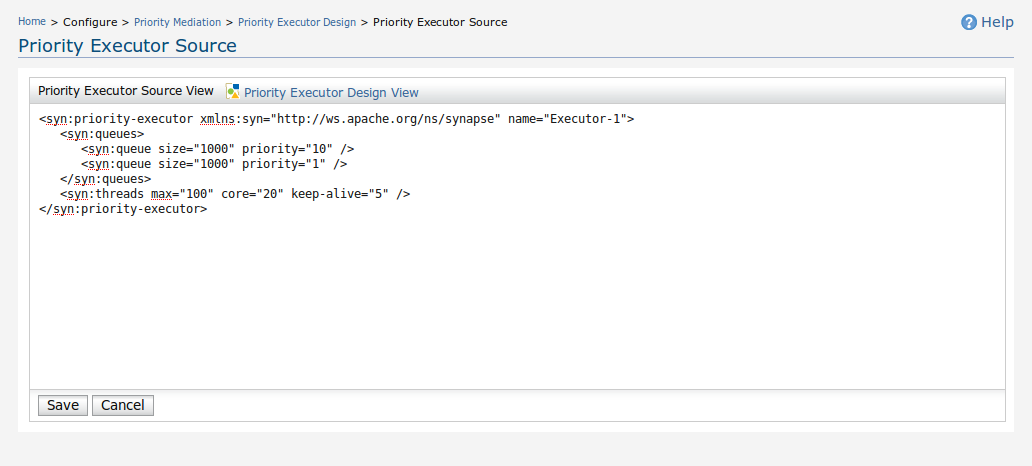 Home > Configure > Priority Mediation > Priority Executor Design > Priority Executor Source
Help
Priority Executor Source
Priority Executor Source View Priority Executor Design View
<syn:priority-executor xmlns:syn="http://ws.apache.org/ns/synapse" name="Executor-1">
<syn:queues>
<syn:queue size="1000" priority="10" />
<syn:queue size="1000" priority="1" />
</syn:queues>
<syn:threads max="100" core="20" keep-alive="5" />
</syn:priority-executor>
Save Cancel